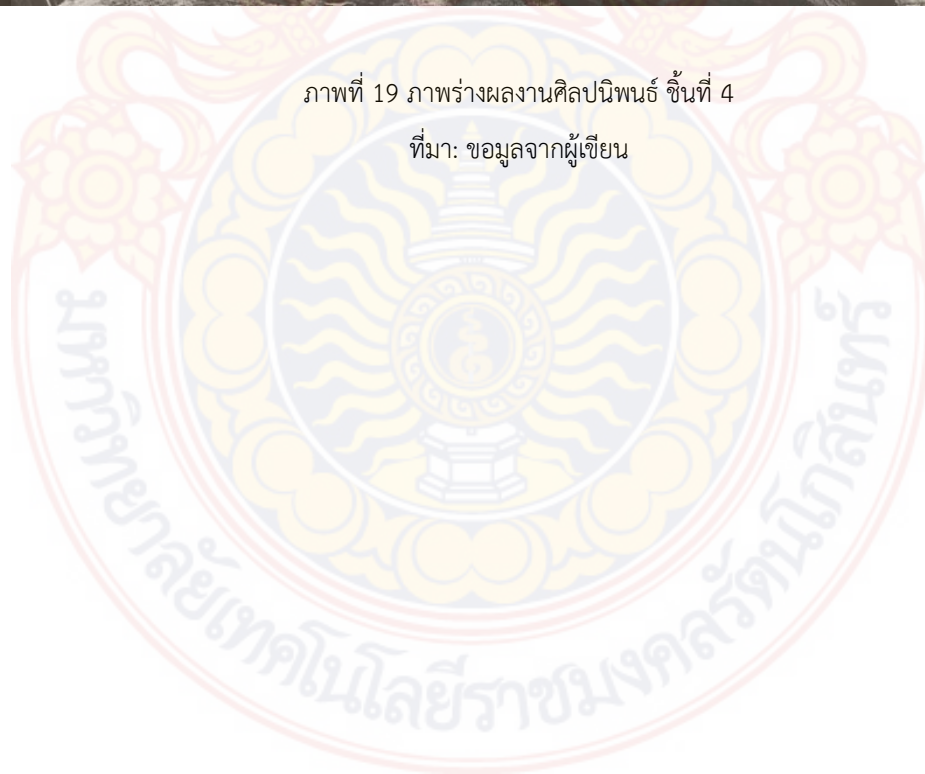 ภาพที่ 19 ภาพร่างผลงานศิลปนิพนธ์ ชิ้นที่ 4
ที่มา: ขอมูลจากผู้เขียน
มหาวิทยาลัยเทคโนโลยีราชมงคลรัตนโกสินทร์